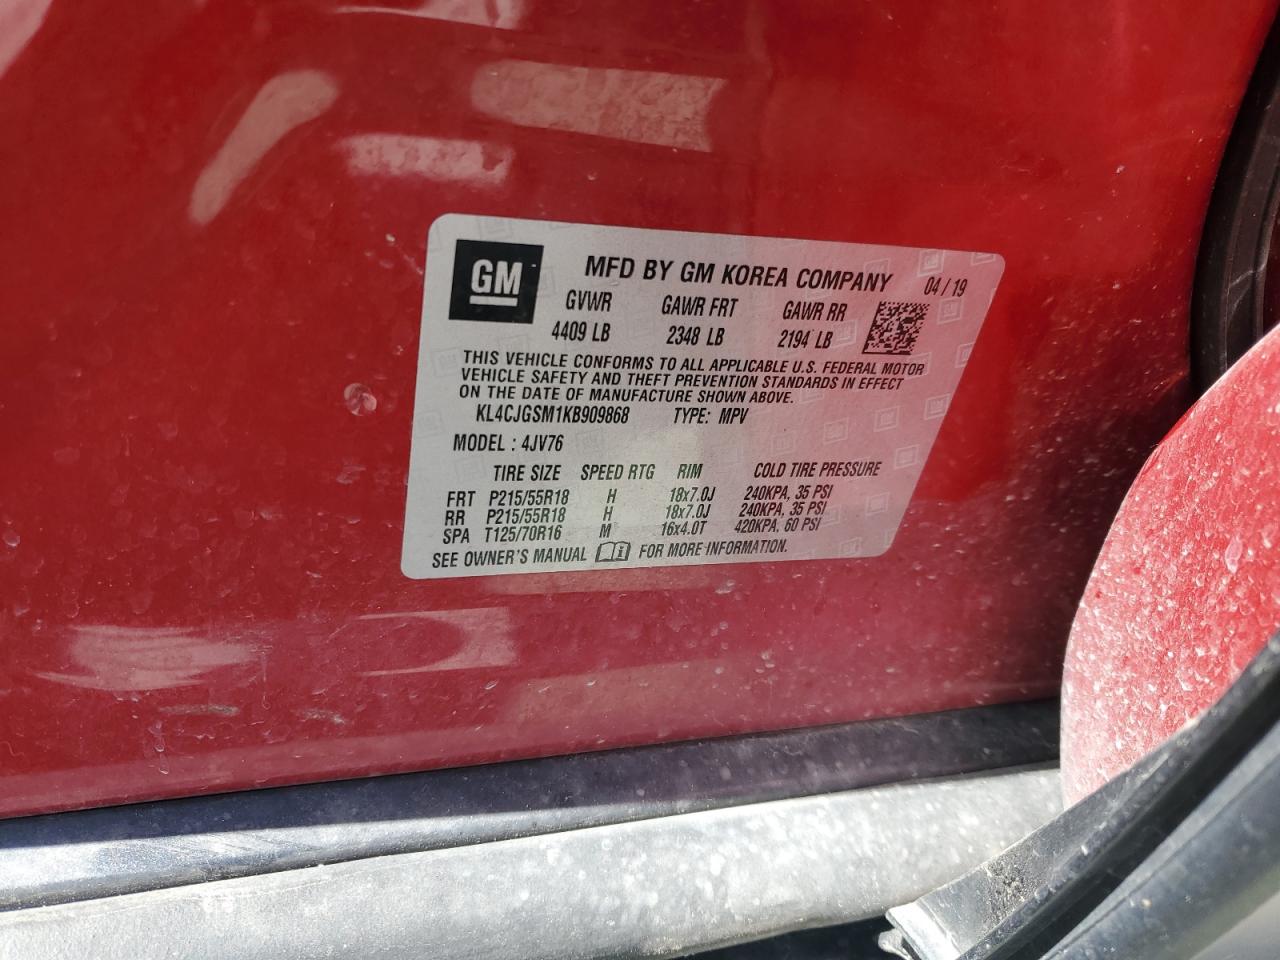 GM MFD BY GM KOREA COMPANY 04 / 19
GVWR GAWR FRT GAWR RR
4409 LB 2348 LB 2194 LB
THIS VEHICLE CONFORMS TO ALL APPLICABLE U.S. FEDERAL MOTOR
VEHICLE SAFETY AND THEFT PREVENTION STANDARDS IN EFFECT
ON THE DATE OF MANUFACTURE SHOWN ABOVE.
KL4CJGSM1KB909868 TYPE: MPV
MODEL : 4JV76
TIRE SIZE SPEED RTG RIM COLD TIRE PRESSURE
FRT P215/55R18 H 18x7.0J 240KPA, 35 PSI
RR P215/55R18 H 18x7.0J 240KPA, 35 PSI
SPA T125/70R16 M 16x4.0T 420KPA, 60 PSI
SEE OWNER'S MANUAL FOR MORE INFORMATION.